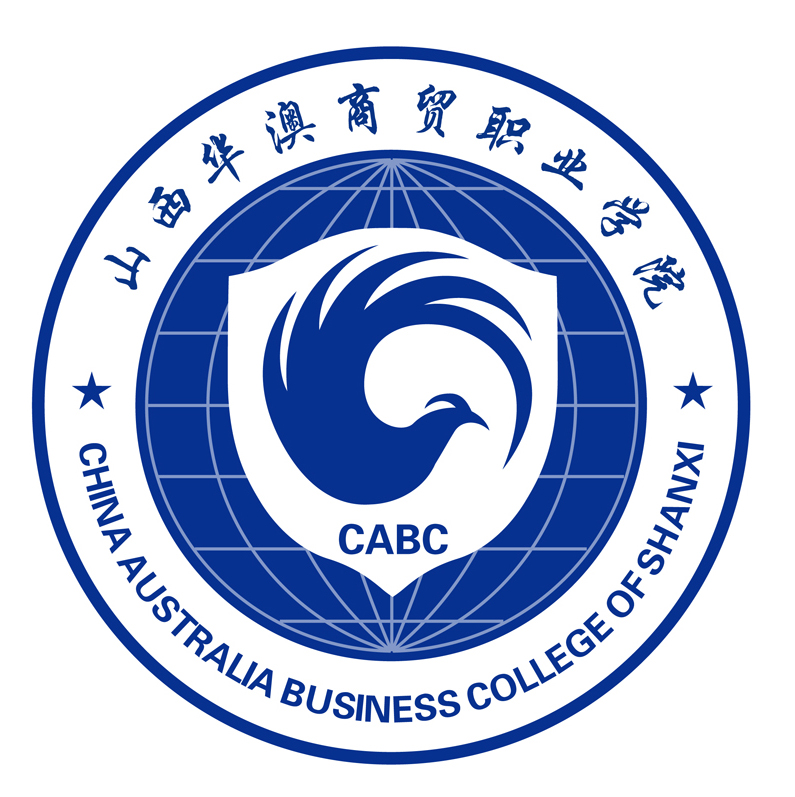 山西华澳商贸职业学院
CABC
CHINA AUSTRALIA BUSINESS COLLEGE OF SHANXI